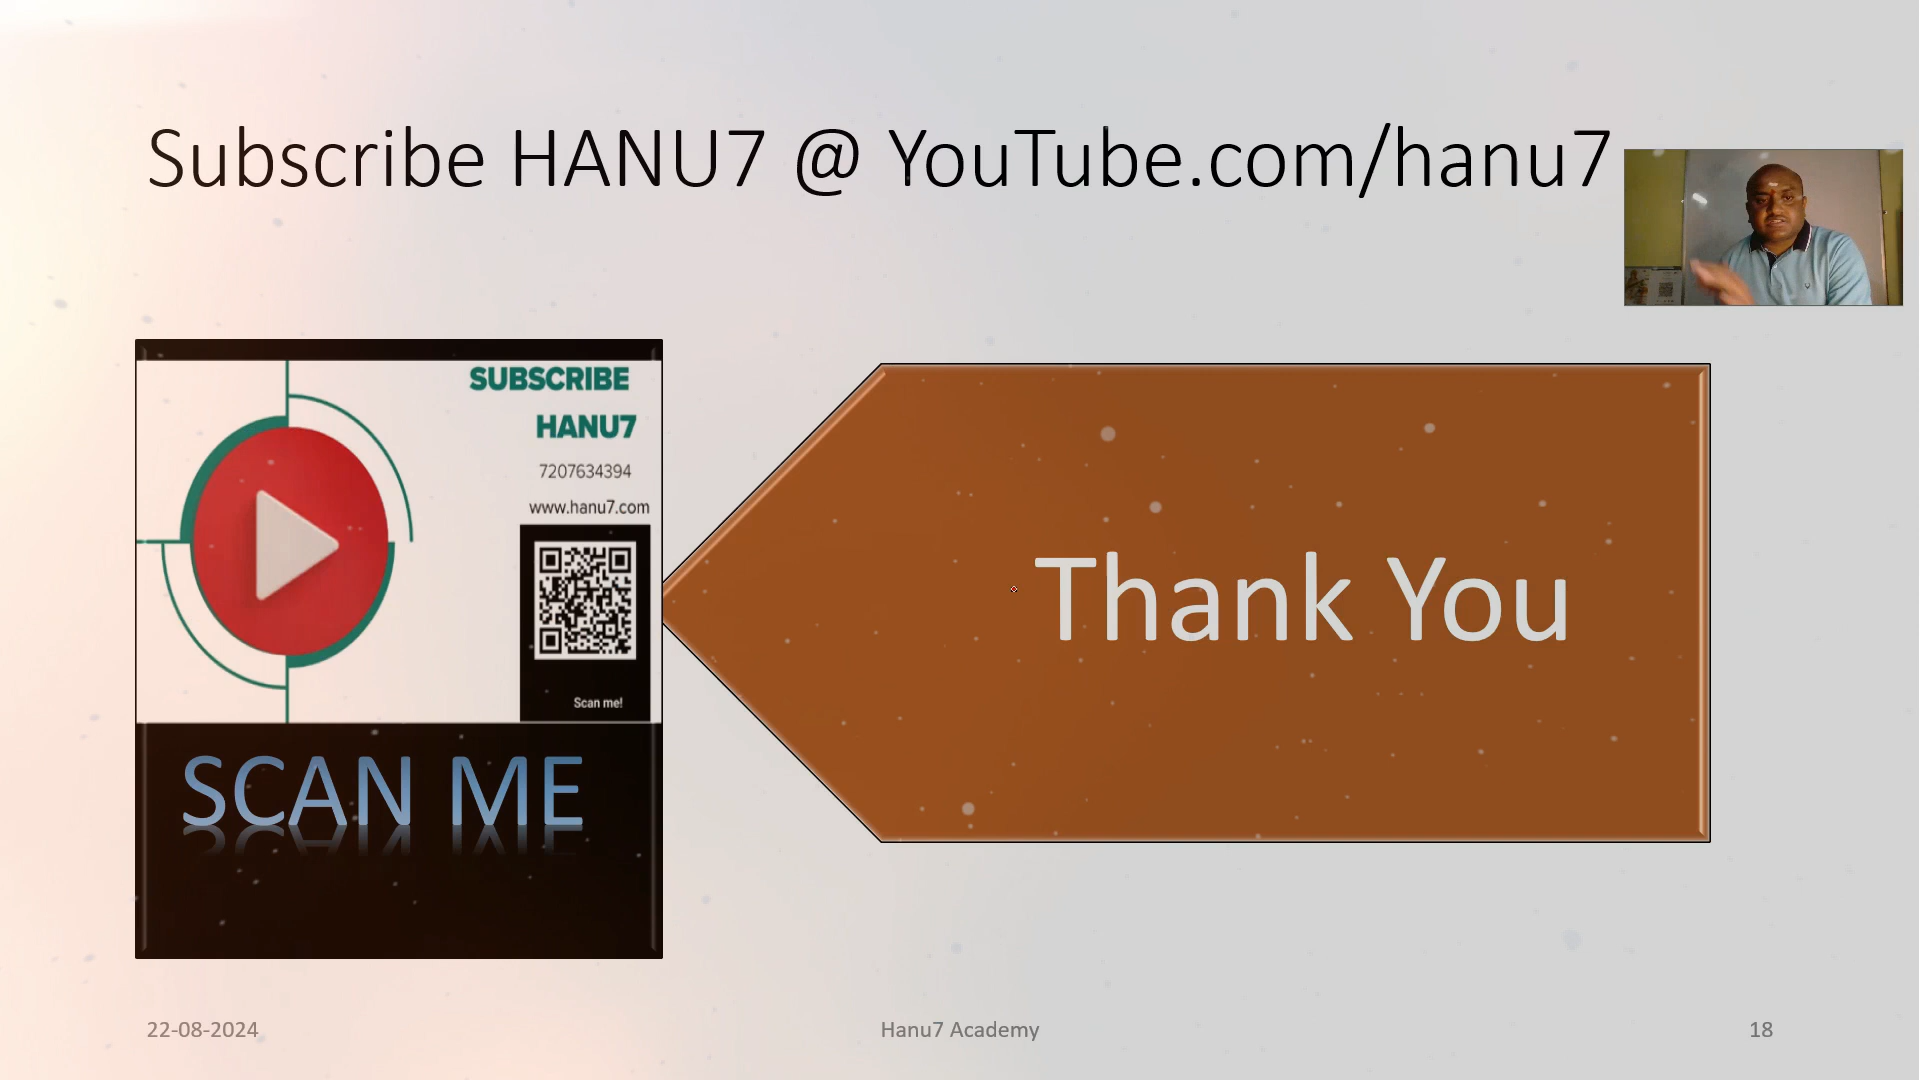 Subscribe HANU7 @ YouTube.com/hanu7
SUBSCRIBE
HANU7
7207634394
www.hanu7.com
Scan me!
SCAN ME
Thank You
22-08-2024
Hanu7 Academy
18